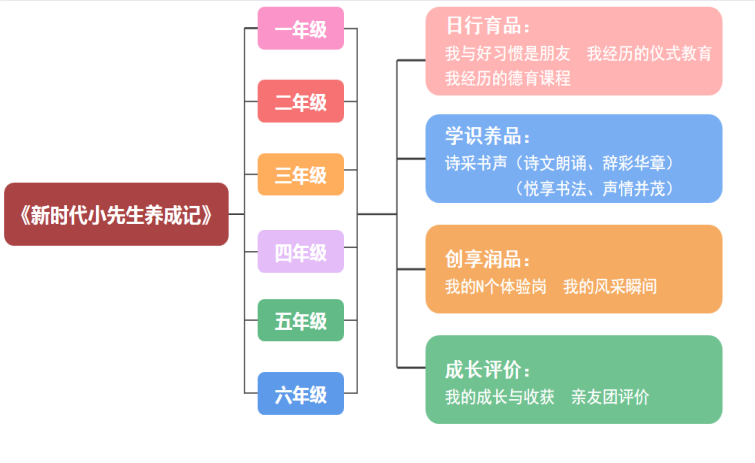 《新时代小先生养成记》
一年级
二年级
三年级
四年级
五年级
六年级
日行育品：
我与好习惯是朋友 我经历的仪式教育
我经历的德育课程
学识养品：
诗采书声（诗文朗诵、辞彩华章）
（悦享书法、声情并茂）
创享润品：
我的N个体验岗 我的风采瞬间
成长评价：
我的成长与收获 亲友团评价